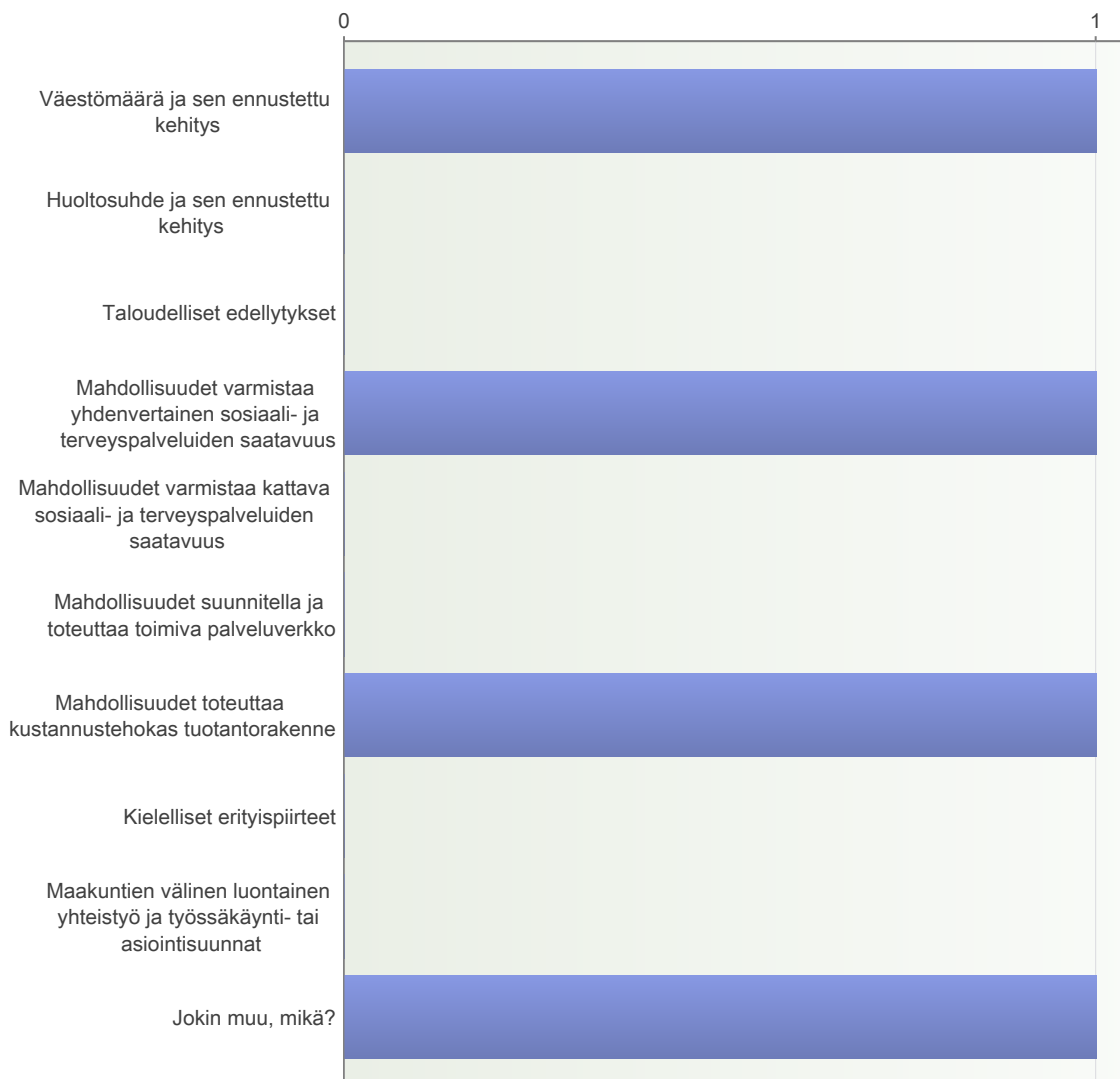 0 1
Väestömäärä ja sen ennustettu
kehitys
Huoltosuhde ja sen ennustettu
kehitys
Taloudelliset edellytykset
Mahdollisuudet varmistaa
yhdenvertainen sosiaali- ja
terveyspalveluiden saatavuus
Mahdollisuudet varmistaa kattava
sosiaali- ja terveyspalveluiden
saatavuus
Mahdollisuudet suunnitella ja
toteuttaa toimiva palveluverkko
Mahdollisuudet toteuttaa
kustannustehokas tuotantorakenne
Kielelliset erityispiirteet
Maakuntien välinen luontainen
yhteistyö ja työssäkäynti- tai
asiointisuunnat
Jokin muu, mikä?